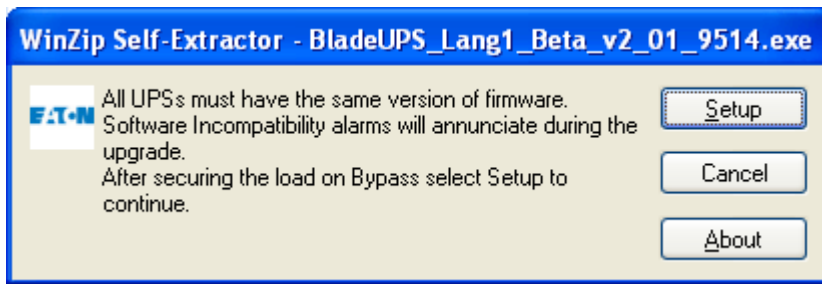 WinZip Self-Extractor - BladeUPS_Lang1_Beta_v2_01_9514.exe
EATON
All UPSs must have the same version of firmware.
Software Incompatibility alarms will annunciate during the
upgrade.
After securing the load on Bypass select Setup to
continue.
Setup
Cancel
About